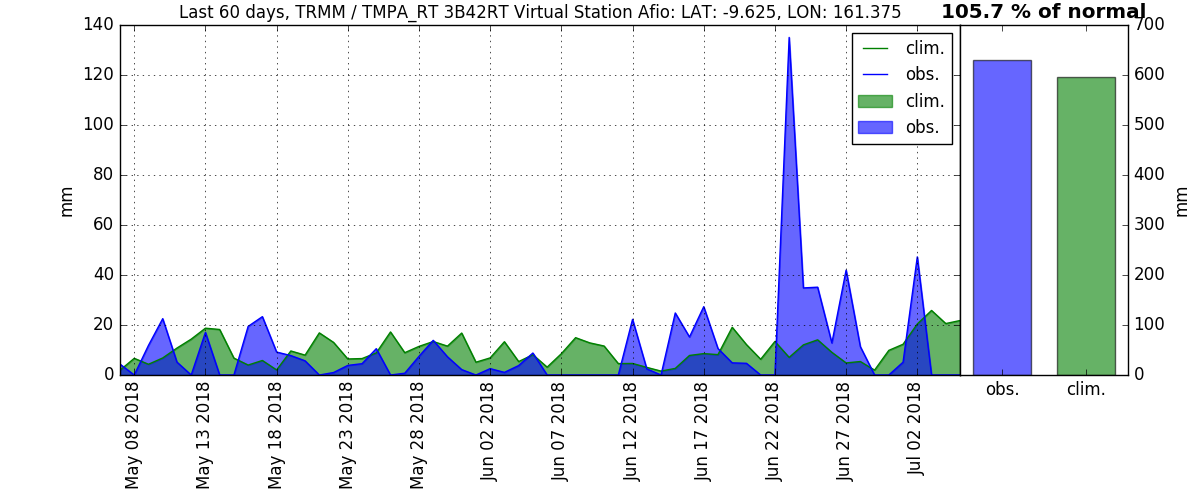 Last 60 days, TRMM / TMPA_RT 3B42RT Virtual Station Afio: LAT: -9.625, LON: 161.375
105.7 % of normal
140
120
100
80
60
40
20
0
mm
clim.
obs.
clim.
obs.
May 08 2018
May 13 2018
May 18 2018
May 23 2018
May 28 2018
Jun 02 2018
Jun 07 2018
Jun 12 2018
Jun 17 2018
Jun 22 2018
Jun 27 2018
Jul 02 2018
700
600
500
400
300
200
100
0
mm
obs.
clim.